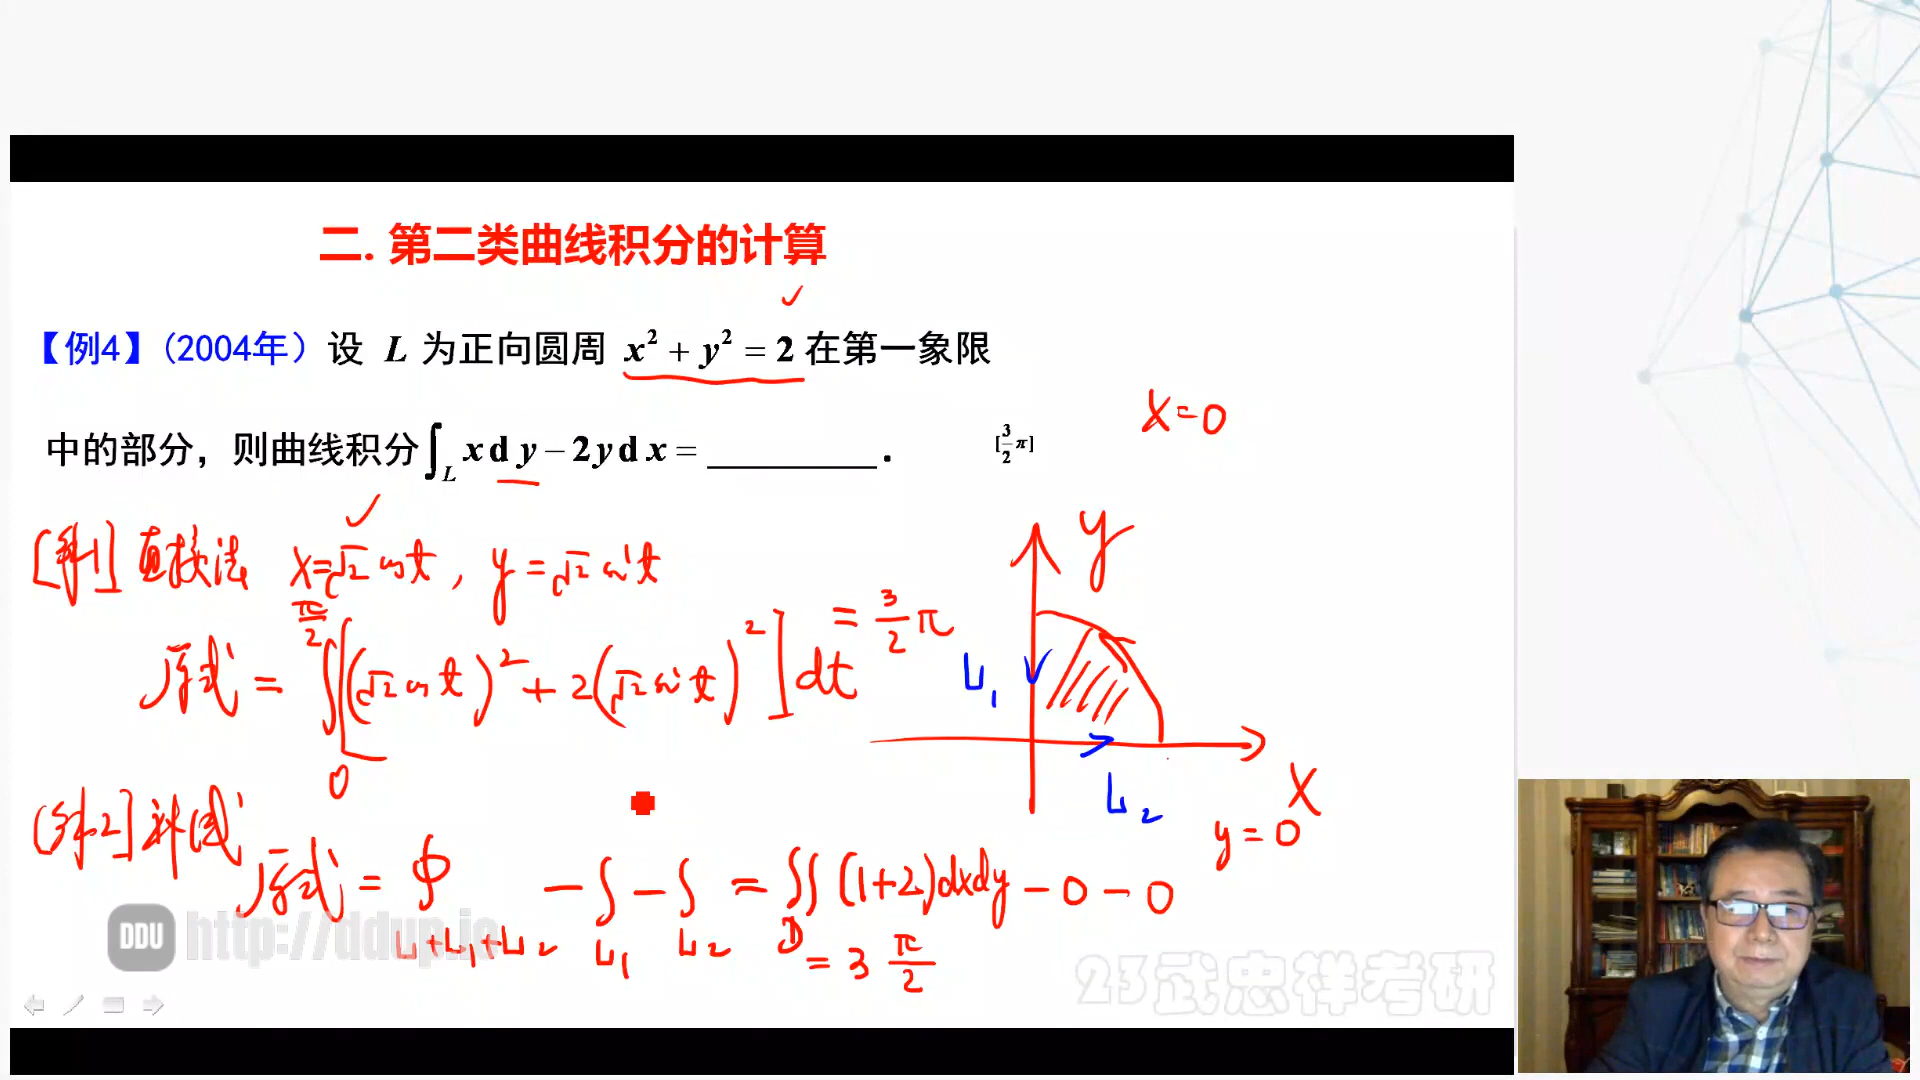 二. 第二类曲线积分的计算
【例4】(2004年) 设 L 为正向圆周 x² + y² = 2 在第一象限
中的部分，则曲线积分∫_L x d y − 2 y d x = ________ .
[3/2 π]
x=0
[解1] 直接法 x=√2 cos t , y=√2 sin t
原式 = ∫_0^{π/2} [(√2 cos t)² + 2(√2 sin t)²] dt = 3/2 π
y
L₁
L₂
x
y=0
[解2] 补线
原式 = ∮_{L+L₁+L₂} − ∫_{L₁} − ∫_{L₂} = ∬_D (1+2)dxdy − 0 − 0
= 3 π/2
DDU http://ddup.io
23武忠祥考研